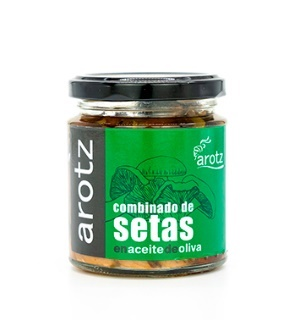 arotz
arotz
combinado de
setas
en aceite de oliva